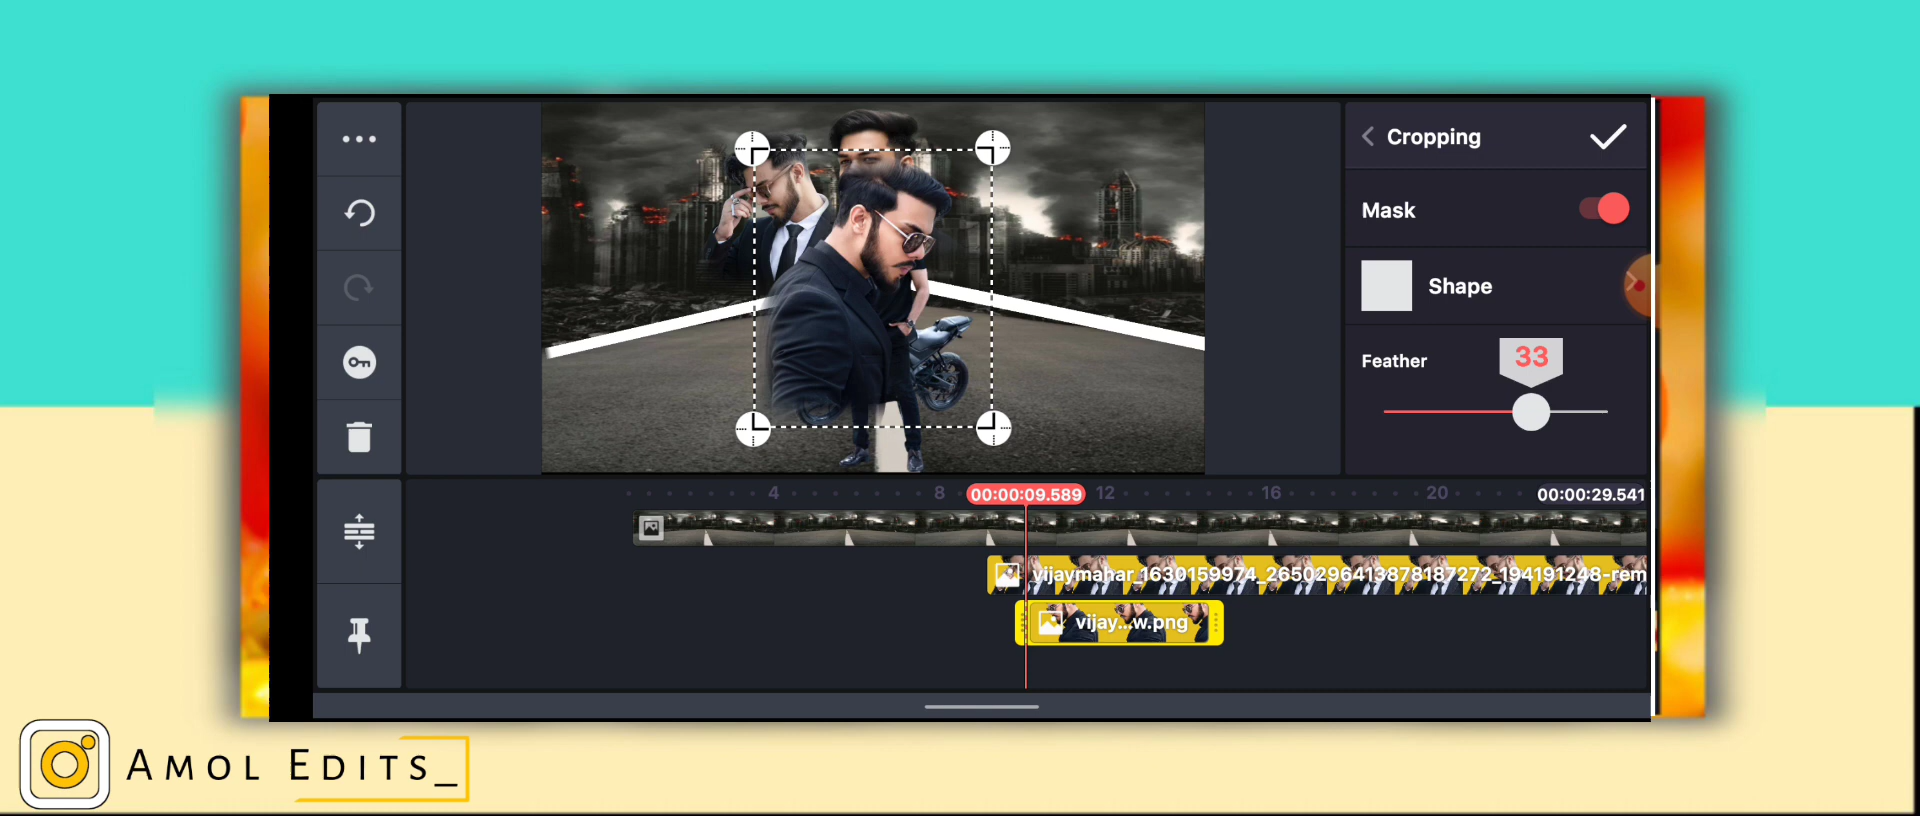 Cropping
Mask
Shape
Feather
33
4
8
00:00:09.589
12
16
20
00:00:29.541
vijaymahar_1630159974_2650296413878187272_194191248-rem
vijay...w.png
AMOL EDITS_